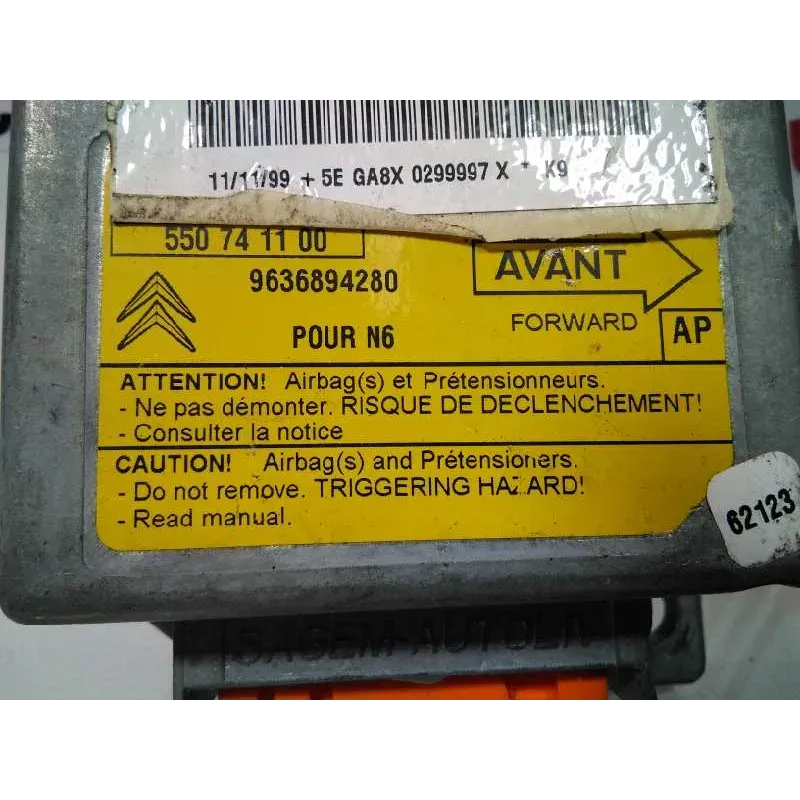 11/11/99 + 5E GA8X 0299997 X * K9
550 74 11 00
AVANT
9636894280
FORWARD
POUR N6
AP
ATTENTION! Airbag(s) et Prétensionneurs.
- Ne pas démonter. RISQUE DE DECLENCHEMENT!
- Consulter la notice
CAUTION! Airbag(s) and Prétensioners.
- Do not remove. TRIGGERING HAZARD!
- Read manual.
62123
SAGEM-AUTOLIV